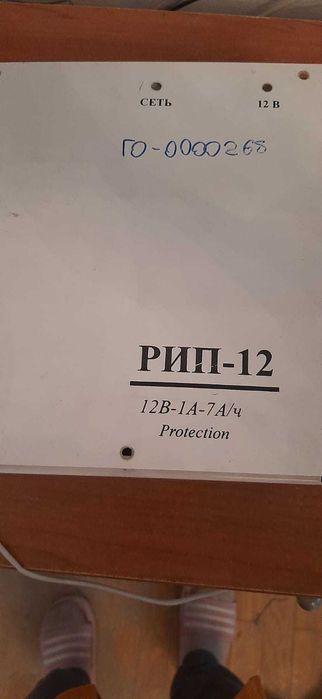 СЕТЬ 12 В
ГО-0000268
РИП-12
12В-1А-7А/ч
Protection